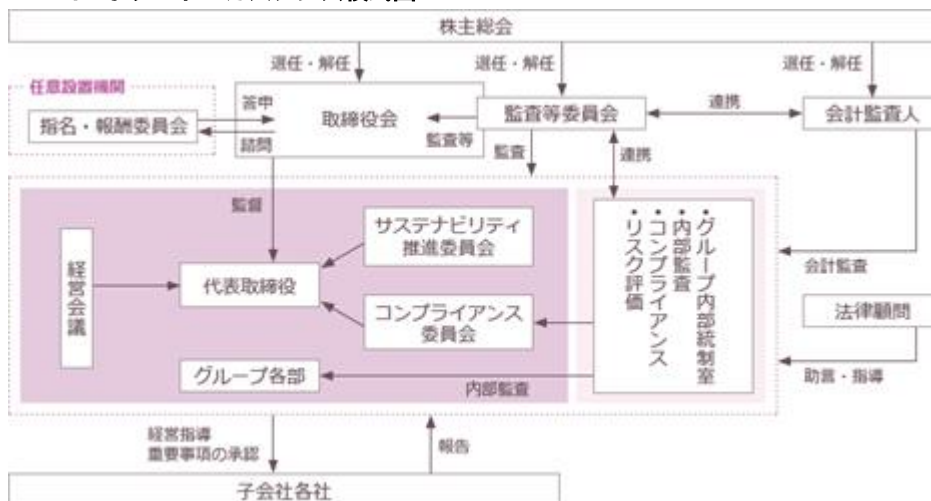 株主総会
選任・解任
選任・解任
選任・解任
任意設置機関
指名・報酬委員会
答申
諮問
取締役会
監査等
監査等委員会
連携
会計監査人
監査
連携
監督
サステナビリティ
推進委員会
経営会議
代表取締役
コンプライアンス
委員会
グループ各部
内部監査
・グループ内部統制室
・内部監査
・コンプライアンス
・リスク評価
会計監査
法律顧問
助言・指導
経営指導
重要事項の承認
報告
子会社各社